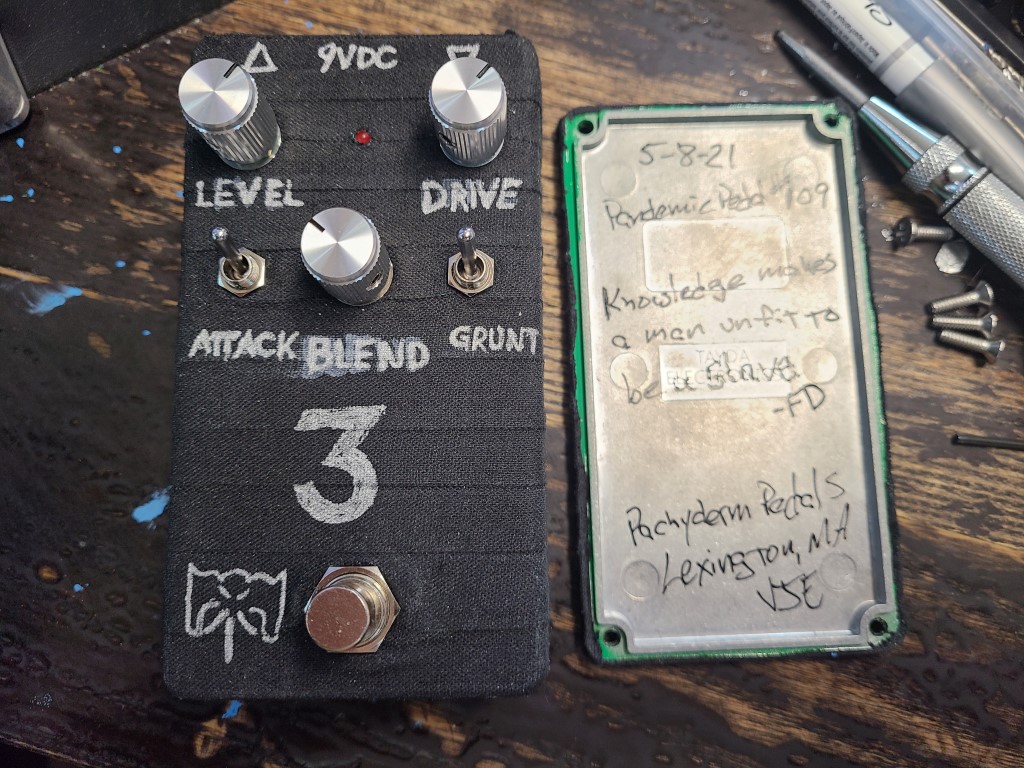 9VDC
LEVEL
DRIVE
ATTACK
BLEND
GRUNT
3
5-8-21
Pandemic Pedal #109
Knowledge makes
a man unfit to
be a slave
-FD
TAYDA
ELECTRONICS
Pachyderm Pedals
Lexington, MA